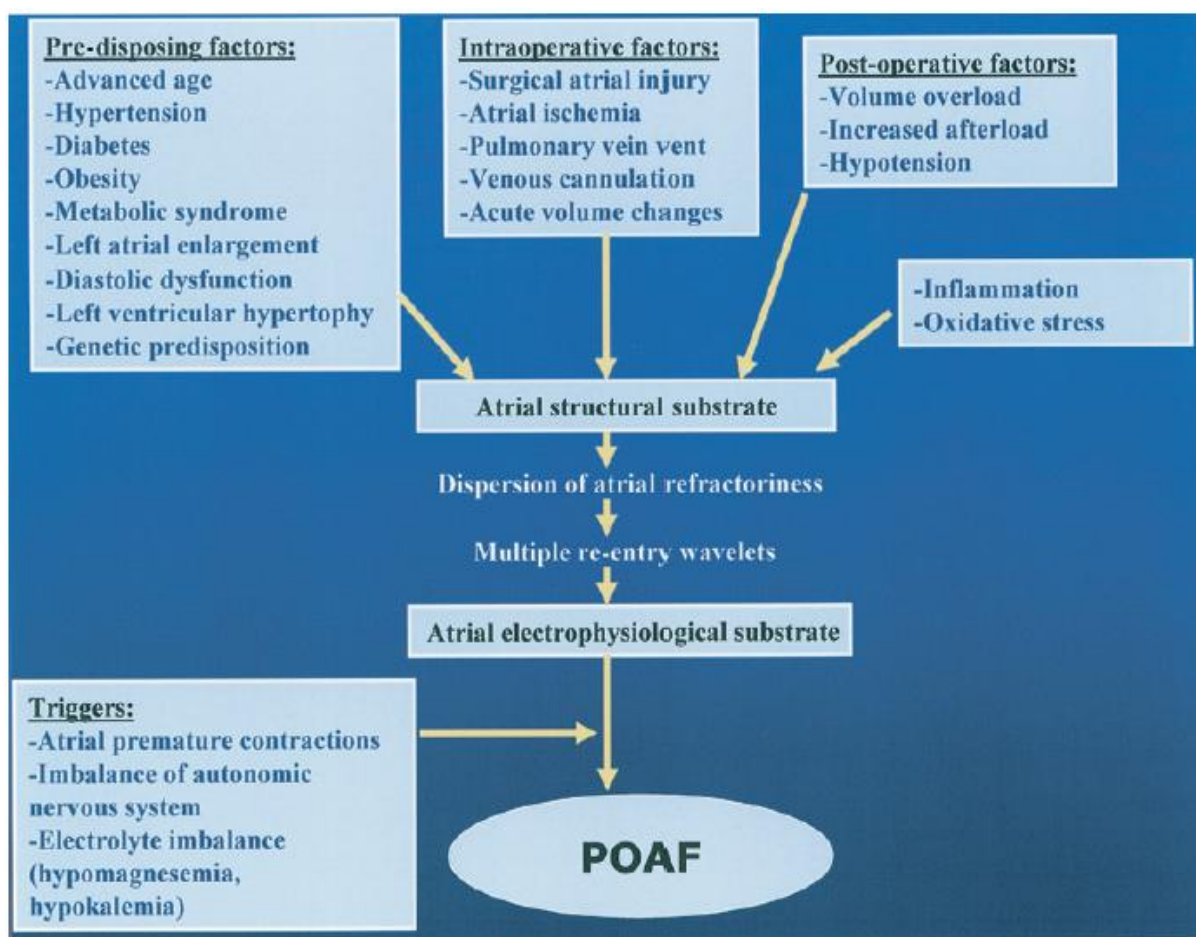 Pre-disposing factors:
-Advanced age
-Hypertension
-Diabetes
-Obesity
-Metabolic syndrome
-Left atrial enlargement
-Diastolic dysfunction
-Left ventricular hypertophy
-Genetic predisposition
Intraoperative factors:
-Surgical atrial injury
-Atrial ischemia
-Pulmonary vein vent
-Venous cannulation
-Acute volume changes
Post-operative factors:
-Volume overload
-Increased afterload
-Hypotension
-Inflammation
-Oxidative stress
Atrial structural substrate
Dispersion of atrial refractoriness
Multiple re-entry wavelets
Atrial electrophysiological substrate
Triggers:
-Atrial premature contractions
-Imbalance of autonomic
nervous system
-Electrolyte imbalance
(hypomagnesemia,
hypokalemia)
POAF